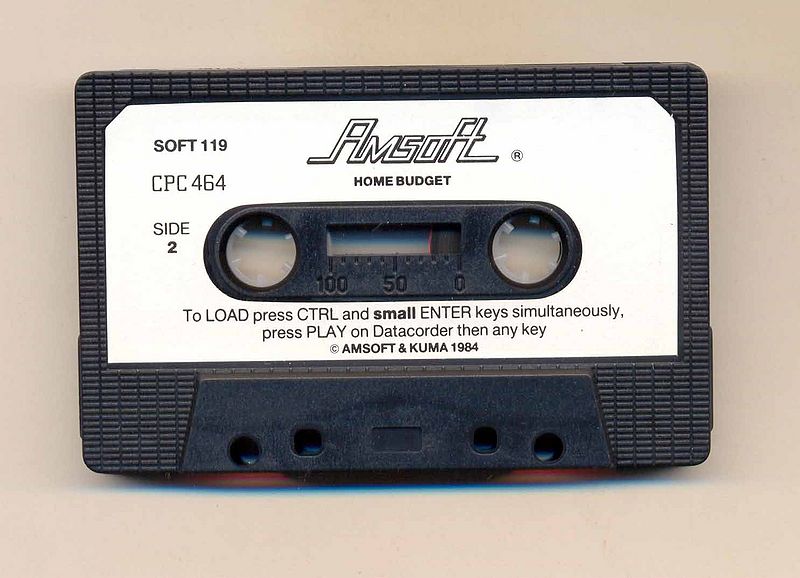 SOFT 119
Amsoft ®
CPC 464
HOME BUDGET
SIDE
2
100 50 0
To LOAD press CTRL and small ENTER keys simultaneously,
press PLAY on Datacorder then any key
© AMSOFT & KUMA 1984